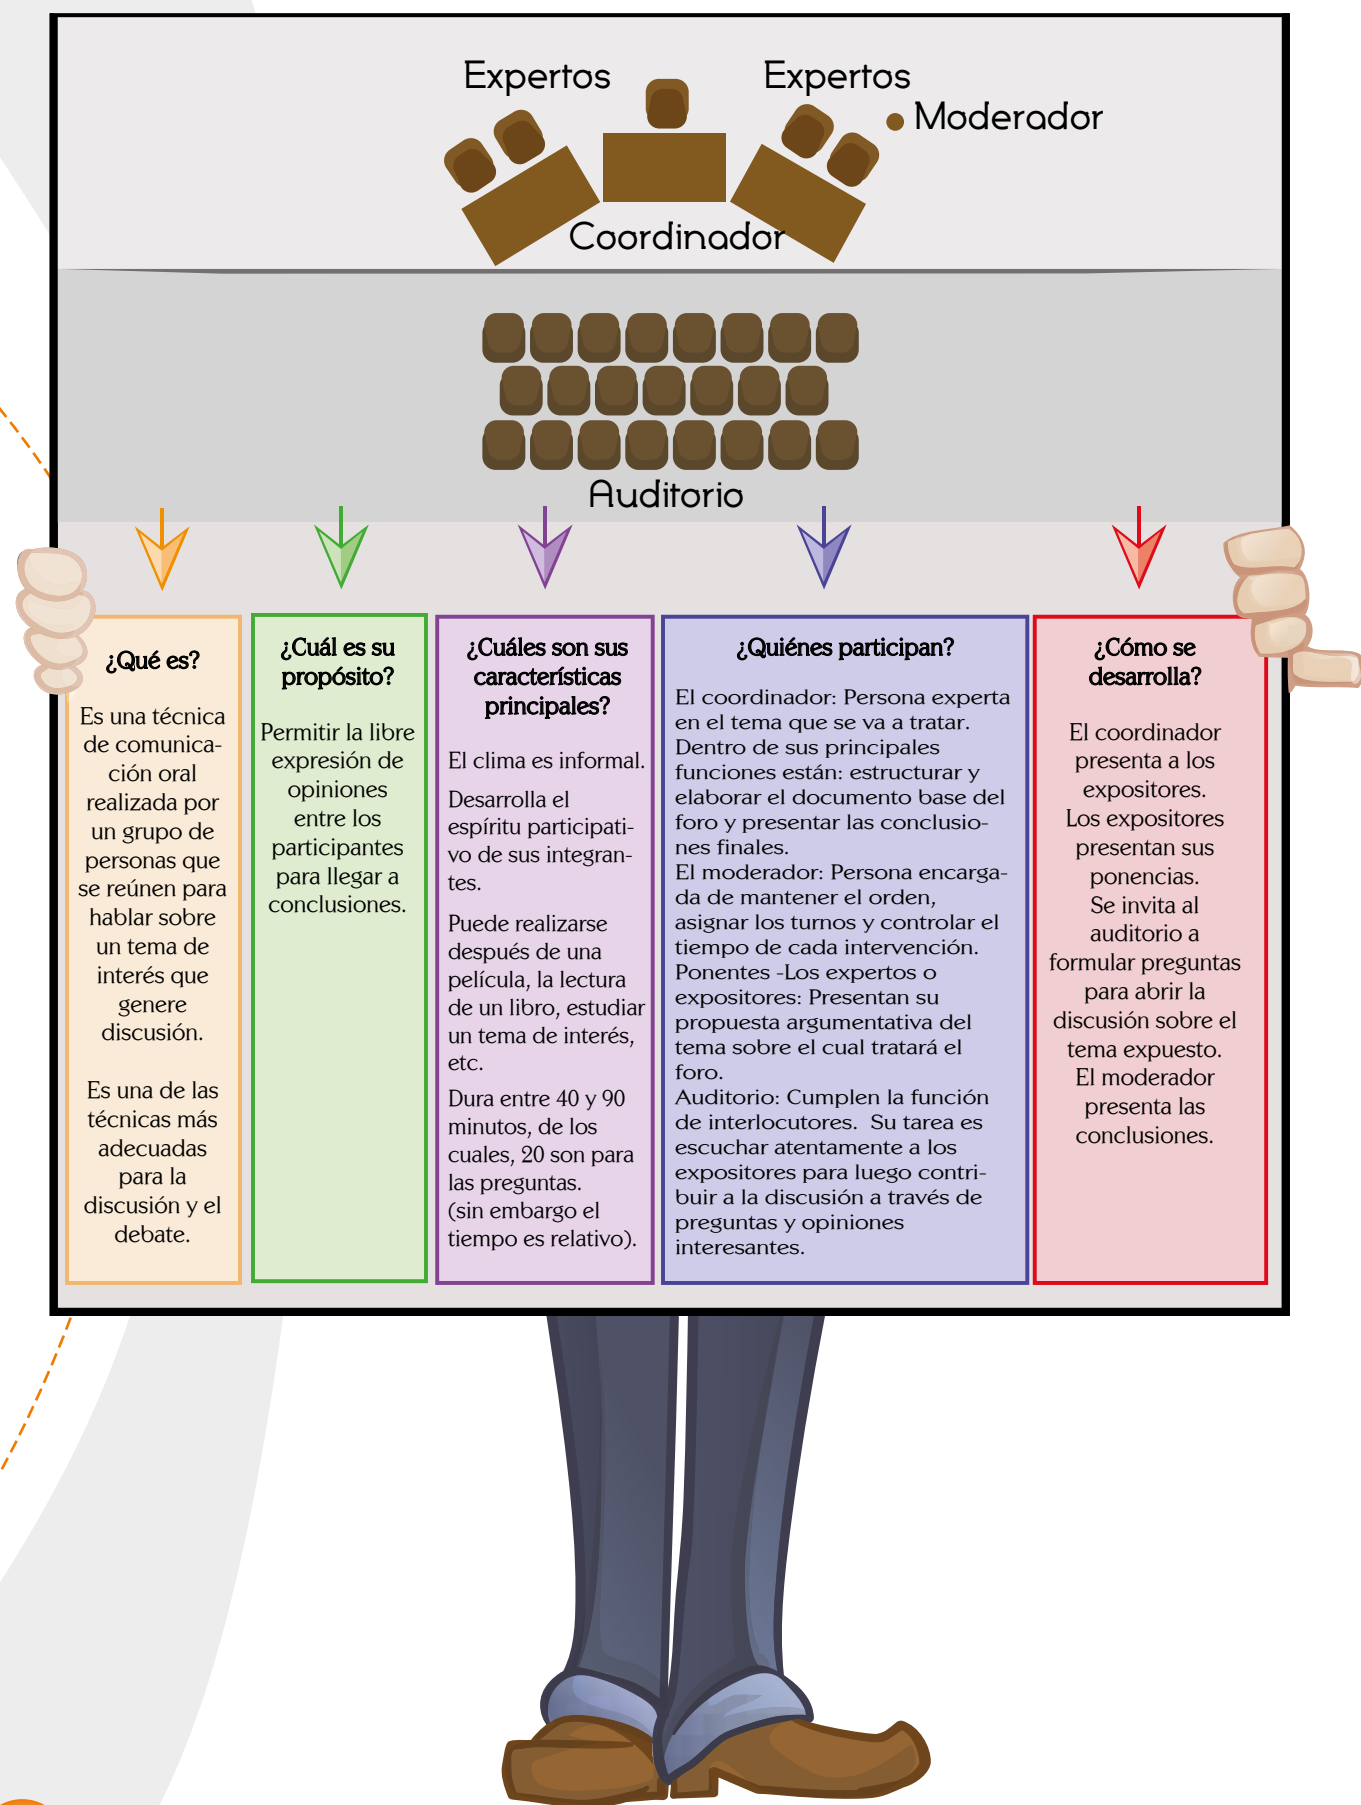 Expertos
Expertos
Moderador
Coordinador
Auditorio
¿Qué es?
Es una técnica
de comunica-
ción oral
realizada por
un grupo de
personas que
se reúnen para
hablar sobre
un tema de
interés que
genere
discusión.
Es una de las
técnicas más
adecuadas
para la
discusión y el
debate.
¿Cuál es su
propósito?
Permitir la libre
expresión de
opiniones
entre los
participantes
para llegar a
conclusiones.
¿Cuáles son sus
características
principales?
El clima es informal.
Desarrolla el
espíritu participati-
vo de sus integran-
tes.
Puede realizarse
después de una
película, la lectura
de un libro, estudiar
un tema de interés,
etc.
Dura entre 40 y 90
minutos, de los
cuales, 20 son para
las preguntas.
(sin embargo el
tiempo es relativo).
¿Quiénes participan?
El coordinador: Persona experta
en el tema que se va a tratar.
Dentro de sus principales
funciones están: estructurar y
elaborar el documento base del
foro y presentar las conclusio-
nes finales.
El moderador: Persona encarga-
da de mantener el orden,
asignar los turnos y controlar el
tiempo de cada intervención.
Ponentes -Los expertos o
expositores: Presentan su
propuesta argumentativa del
tema sobre el cual tratará el
foro.
Auditorio: Cumplen la función
de interlocutores.  Su tarea es
escuchar atentamente a los
expositores para luego contri-
buir a la discusión a través de
preguntas y opiniones
interesantes.
¿Cómo se
desarrolla?
El coordinador
presenta a los
expositores.
Los expositores
presentan sus
ponencias.
Se invita al
auditorio a
formular preguntas
para abrir la
discusión sobre el
tema expuesto.
El moderador
presenta las
conclusiones.